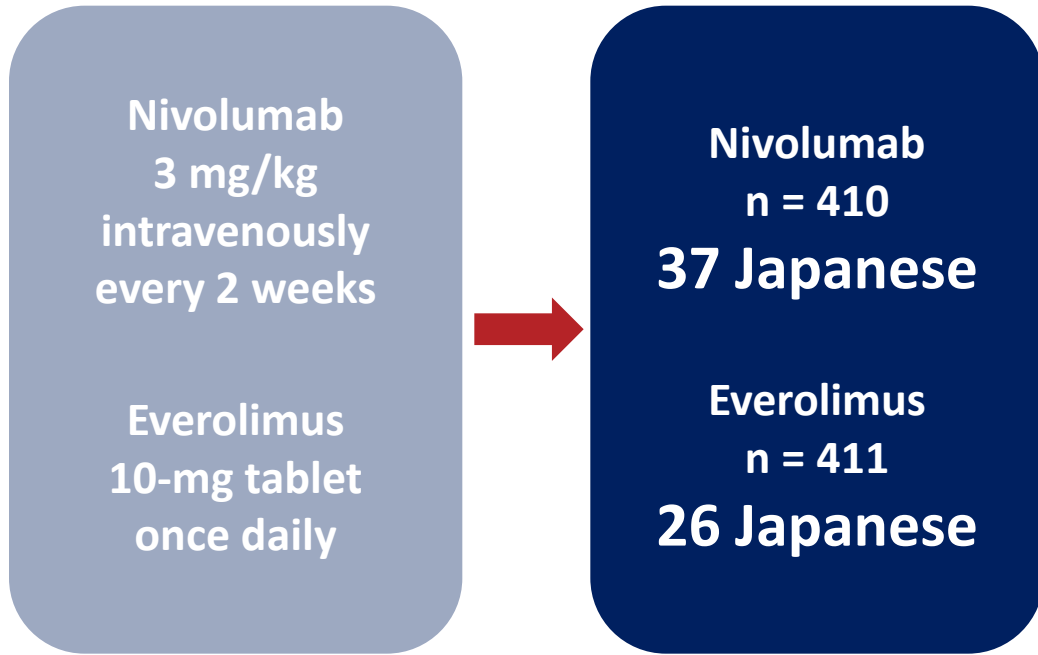 Nivolumab
3 mg/kg
intravenously
every 2 weeks
Everolimus
10-mg tablet
once daily
Nivolumab
n = 410
37 Japanese
Everolimus
n = 411
26 Japanese